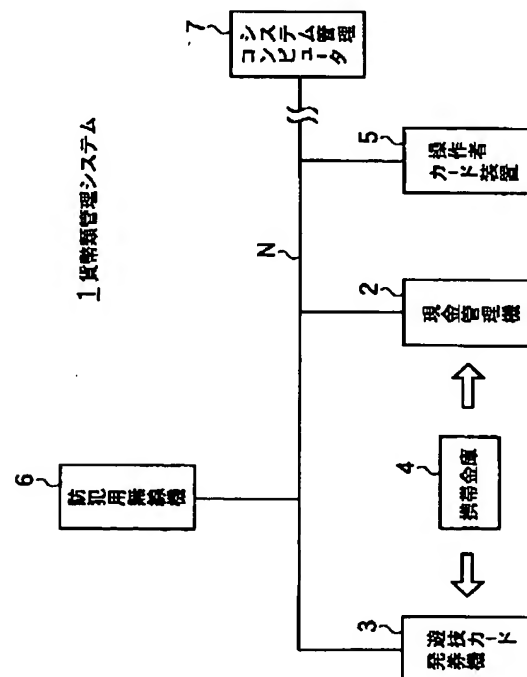 1 貨幣類管理システム
7
システム管理
コンピュータ
6
防犯用無線機
N
5
操作者
カード装置
2
現金管理機
4
携帯金庫
3
遊技カード
発券機